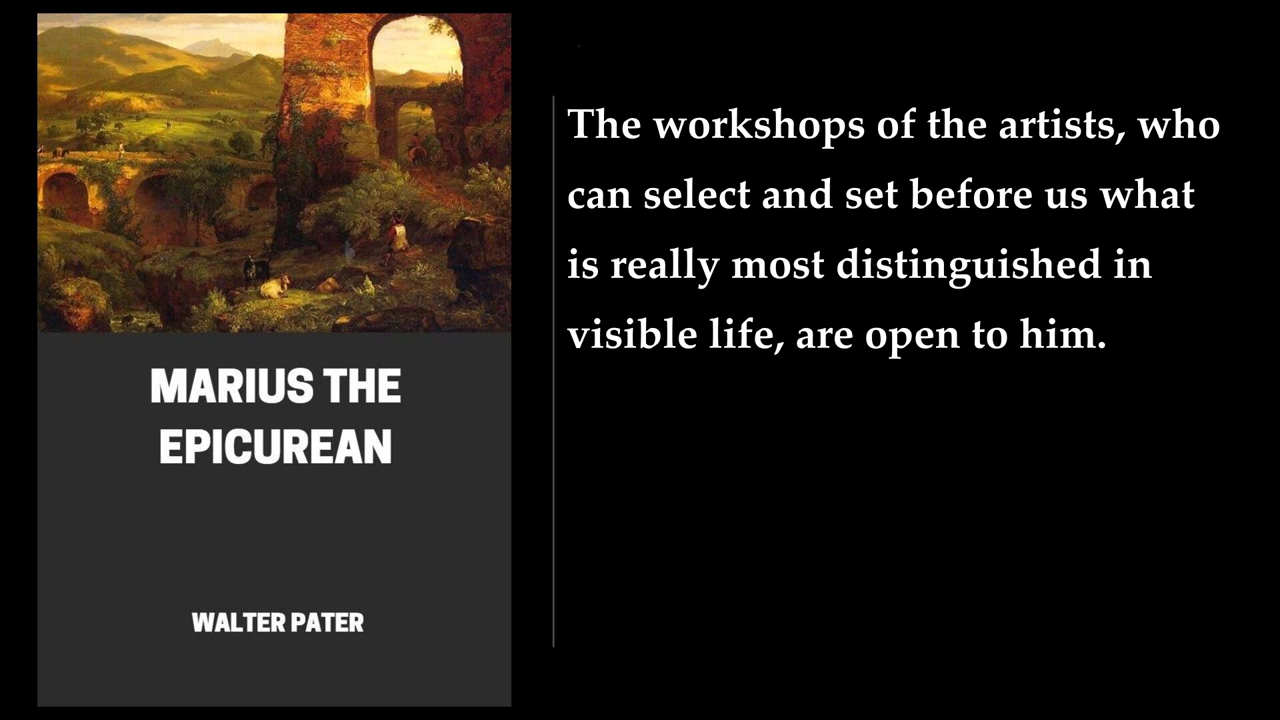 MARIUS THE
EPICUREAN
WALTER PATER
The workshops of the artists, who
can select and set before us what
is really most distinguished in
visible life, are open to him.